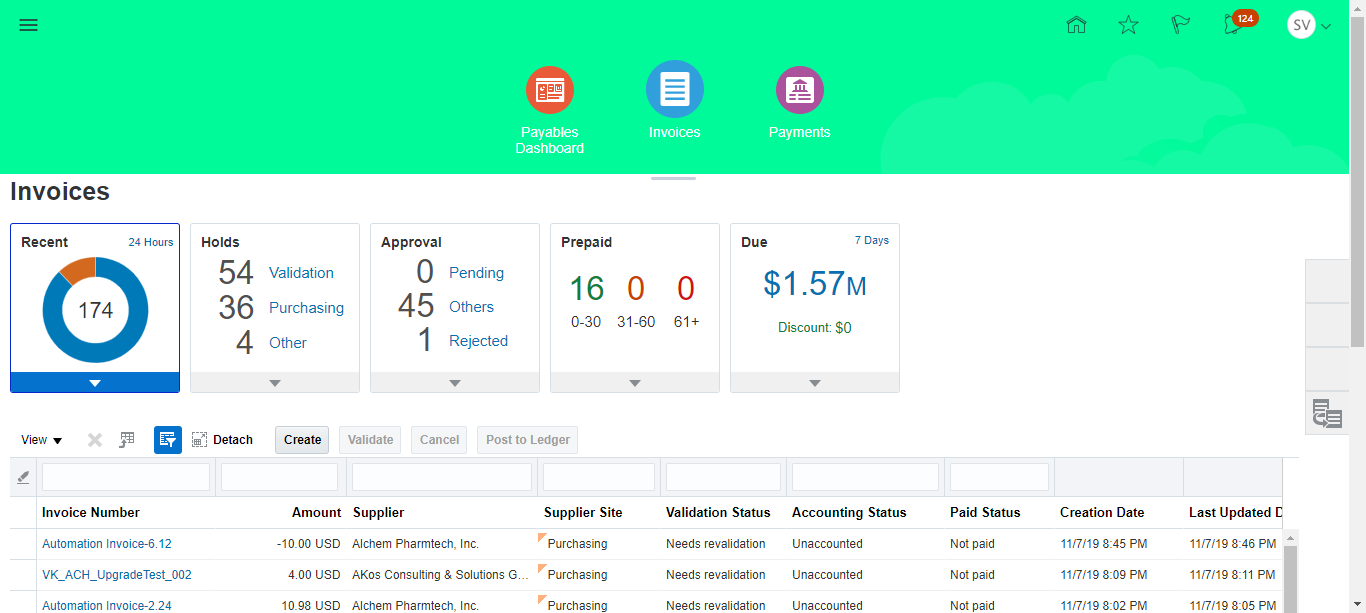 124
SV
Payables
Dashboard
Invoices
Payments
Invoices
Recent
24 Hours
174
Holds
54 Validation
36 Purchasing
4 Other
Approval
0 Pending
45 Others
1 Rejected
Prepaid
16 0 0
0-30 31-60 61+
Due
7 Days
$1.57M
Discount: $0
View Detach Create Validate Cancel Post to Ledger
Invoice Number Amount Supplier Supplier Site Validation Status Accounting Status Paid Status Creation Date Last Updated D
Automation Invoice-6.12 -10.00 USD Alchem Pharmtech, Inc. Purchasing Needs revalidation Unaccounted Not paid 11/7/19 8:45 PM 11/7/19 8:46 PM
VK_ACH_UpgradeTest_002 4.00 USD AKos Consulting & Solutions G... Purchasing Needs revalidation Unaccounted Not paid 11/7/19 8:09 PM 11/7/19 8:11 PM
Automation Invoice-2.24 10.98 USD Alchem Pharmtech, Inc. Purchasing Needs revalidation Unaccounted Not paid 11/7/19 8:02 PM 11/7/19 8:05 PM